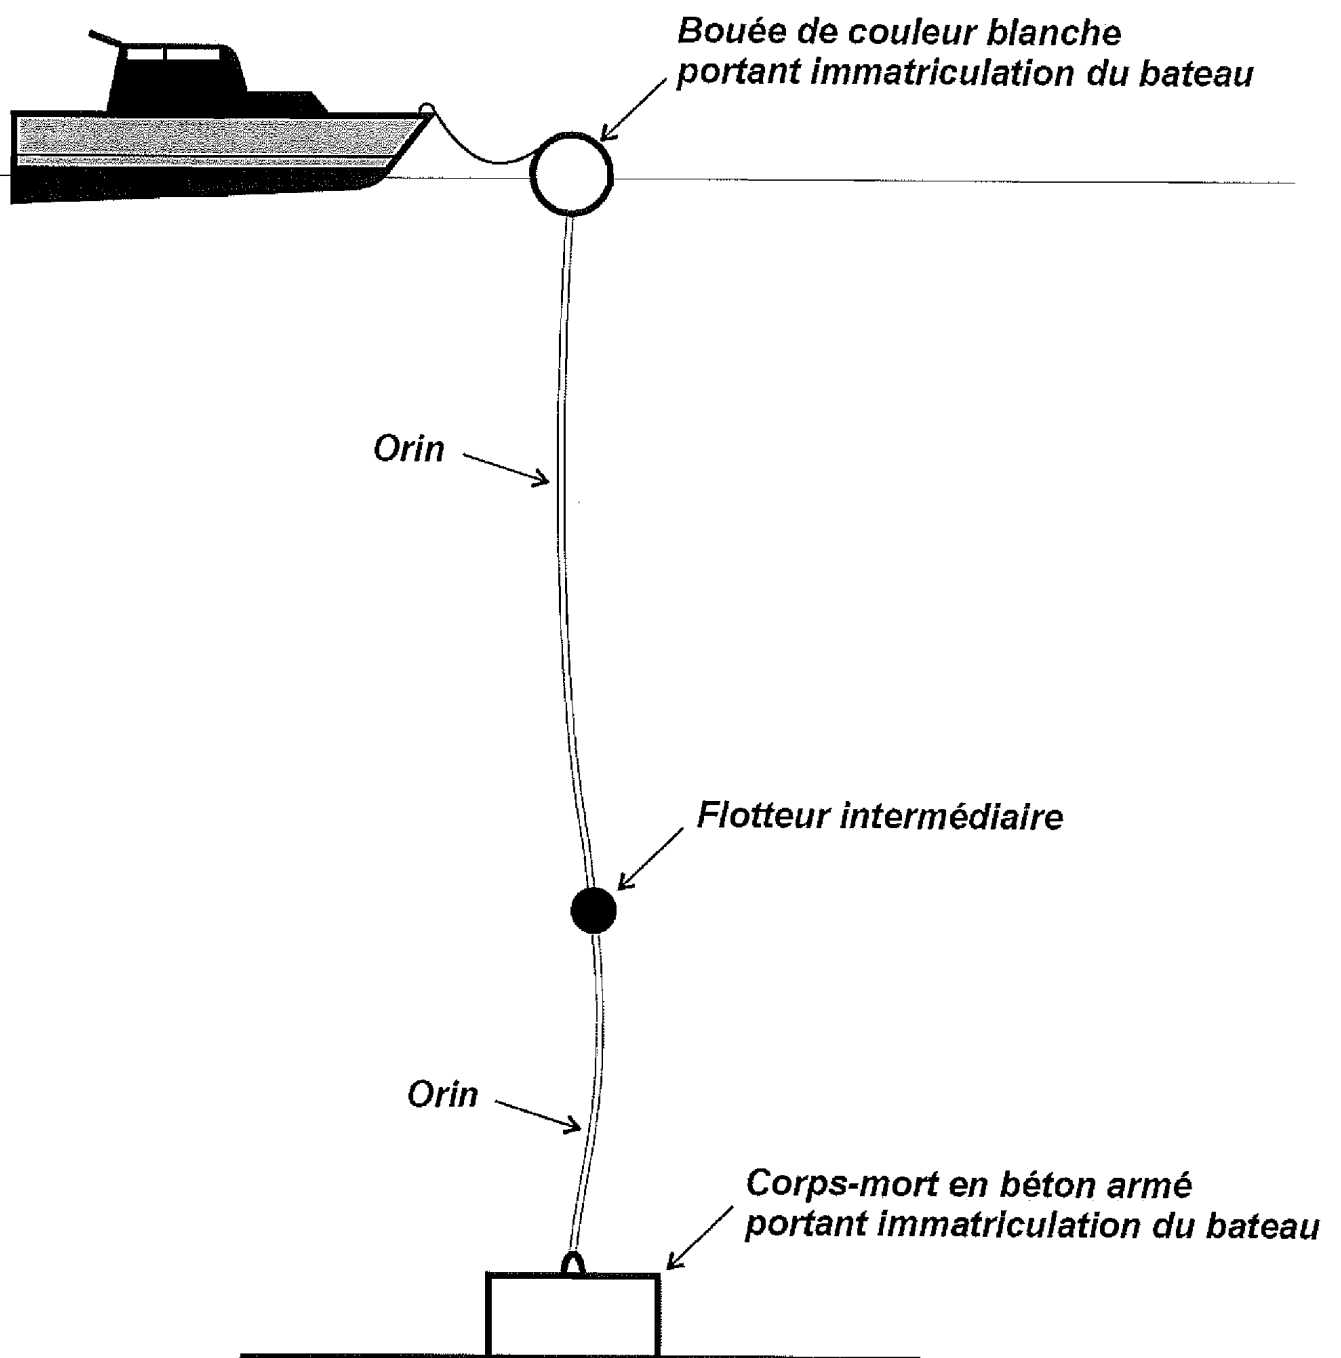 Bouée de couleur blanche
portant immatriculation du bateau
Orin
Flotteur intermédiaire
Orin
Corps-mort en béton armé
portant immatriculation du bateau